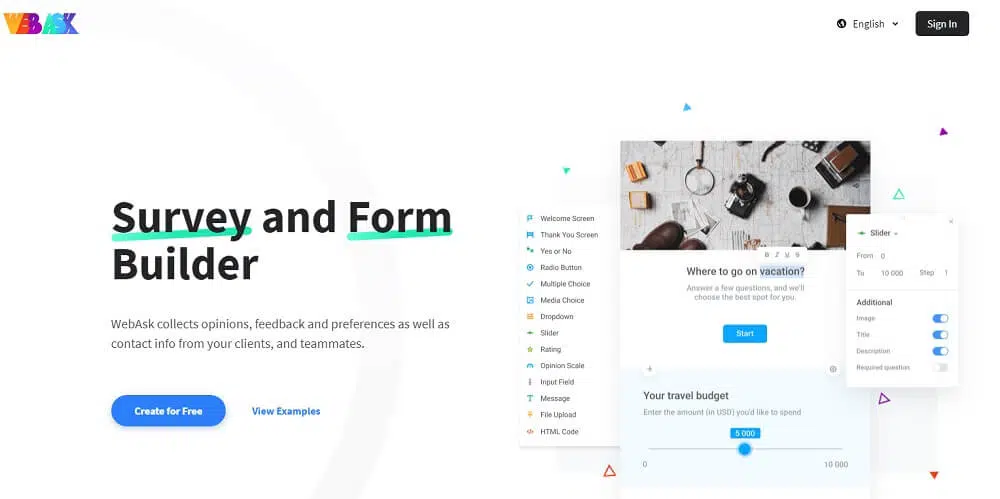 WEBASK
English
Sign In
Survey and Form
Builder
WebAsk collects opinions, feedback and preferences as well as
contact info from your clients, and teammates.
Create for Free
View Examples
Welcome Screen
Thank You Screen
Yes or No
Radio Button
Multiple Choice
Media Choice
Dropdown
Slider
Rating
Opinion Scale
Input Field
Message
File Upload
HTML Code
B I U S
Where to go on vacation?
Answer a few questions, and we'll
choose the best spot for you.
Start
Your travel budget
Enter the amount (in USD) you'd like to spend
5 000
0 10 000
Slider
From 0
To 10 000 Step 1
Additional
Image
Title
Description
Required question